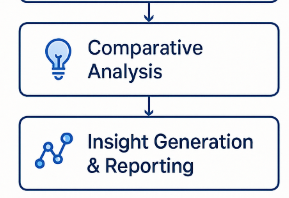 Comparative
Analysis
Insight Generation
& Reporting